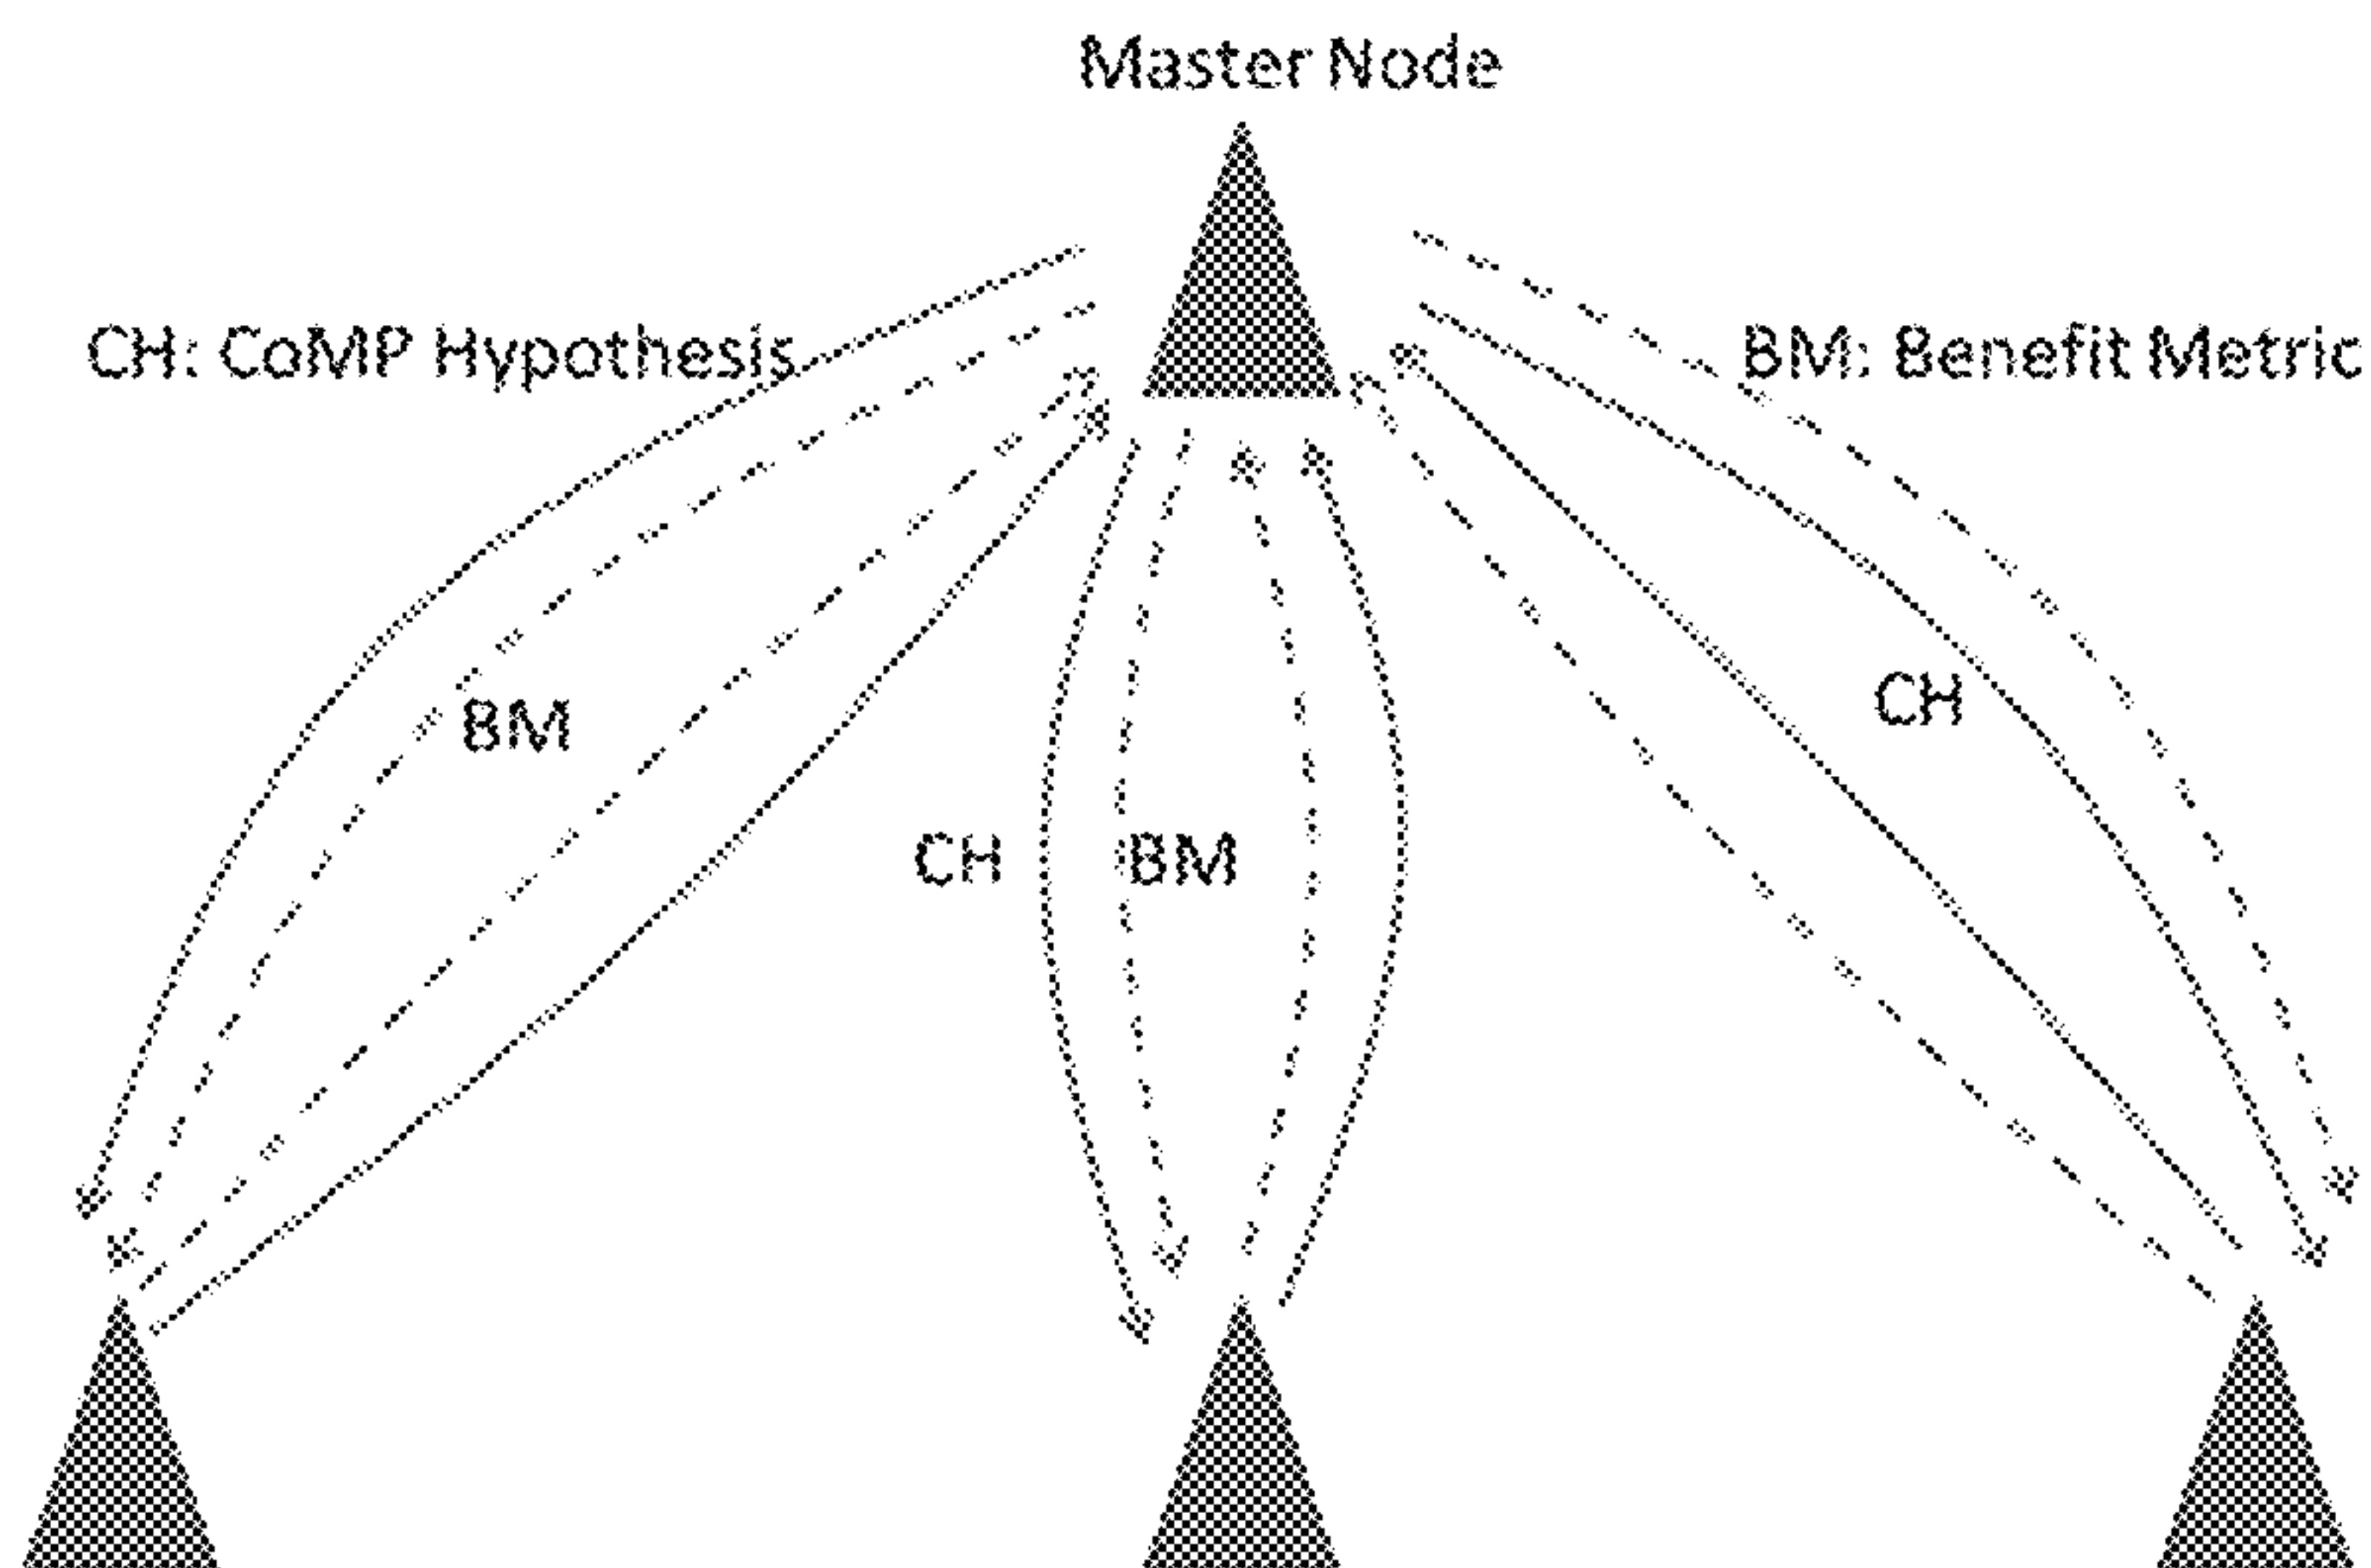 Master Node
CH: CoMP Hypothesis
BM: Benefit Metric
BM
CH
CH
BM